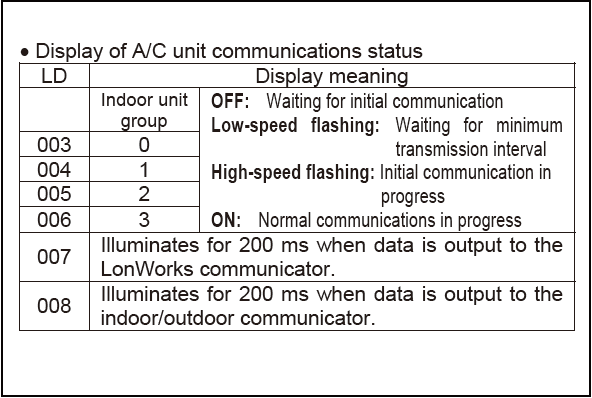 • Display of A/C unit communications status
LD Display meaning
Indoor unit
group
003 0
004 1
005 2
006 3
OFF: Waiting for initial communication
Low-speed flashing: Waiting for minimum
transmission interval
High-speed flashing: Initial communication in
progress
ON: Normal communications in progress
007
Illuminates for 200 ms when data is output to the
LonWorks communicator.
008
Illuminates for 200 ms when data is output to the
indoor/outdoor communicator.